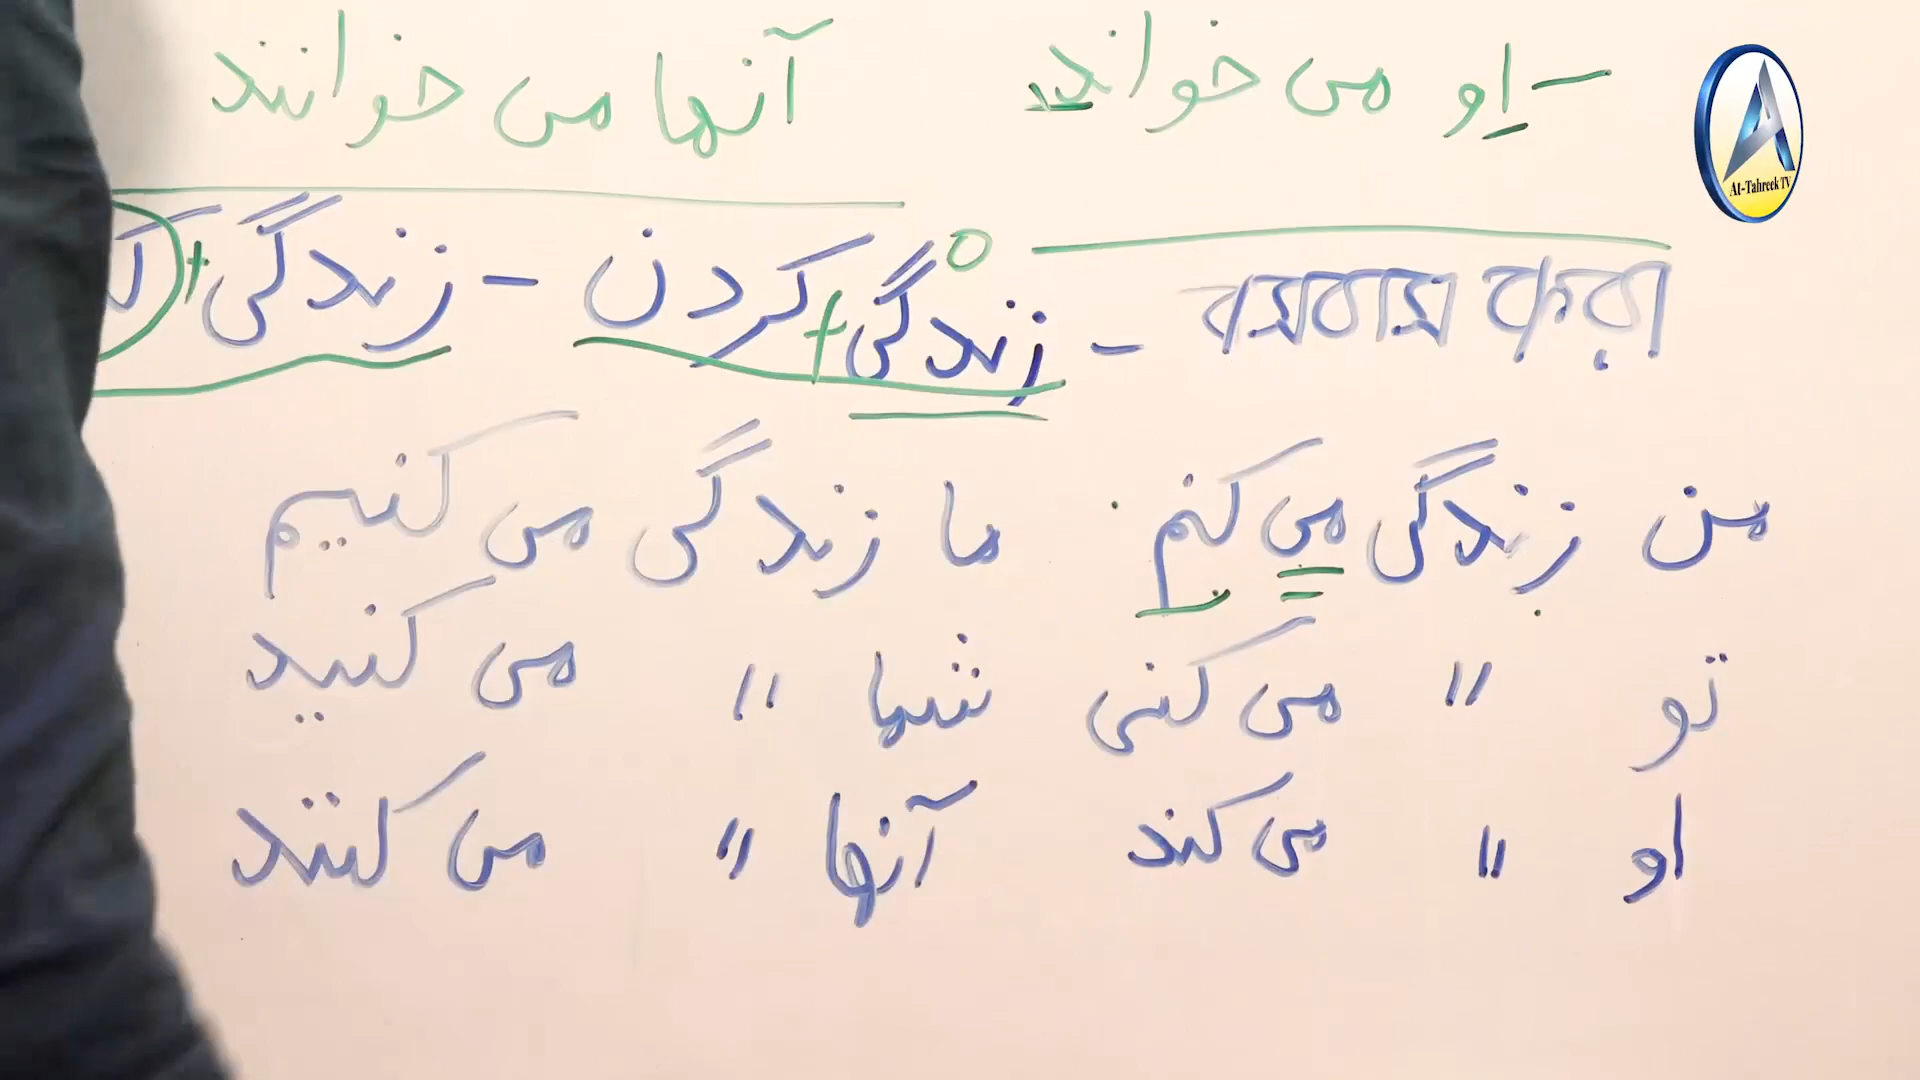 - او می خواند آنها می خوانند
At-Tahreek TV
বসবাস করা - زندگی + کردن - زندگی +
من زندگی می کنم ما زندگی می کنیم
تو " می کنی شما " می کنید
او " می کند آنها " می کنند